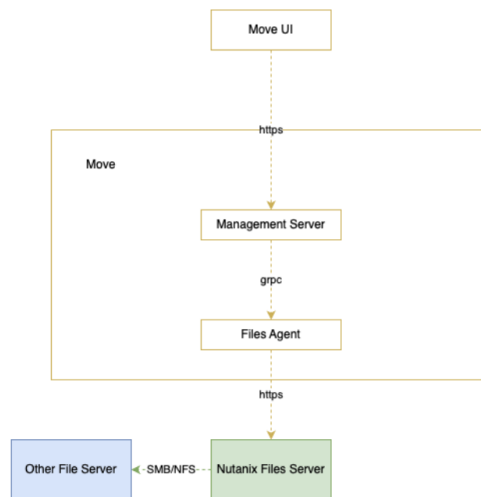 Move UI
https
Move
Management Server
grpc
Files Agent
https
Other File Server
SMB/NFS
Nutanix Files Server